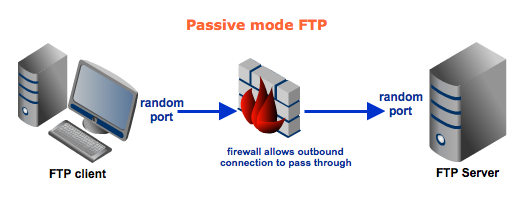 Passive mode FTP
random
port
random
port
firewall allows outbound
connection to pass through
FTP client
FTP Server